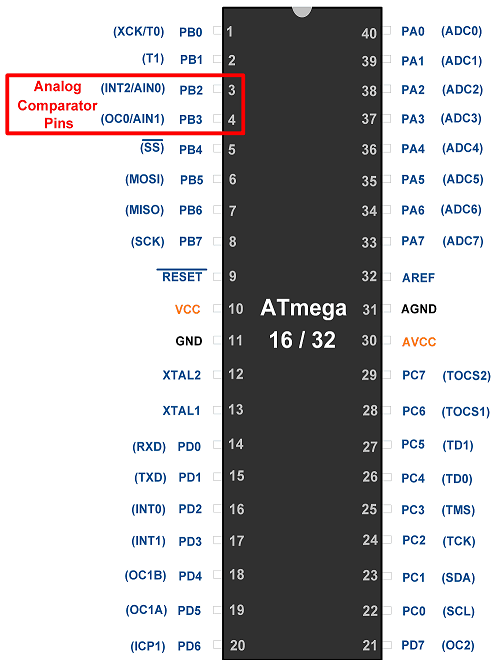 (XCK/T0) PB0 1 40 PA0 (ADC0)
(T1) PB1 2 39 PA1 (ADC1)
Analog Comparator Pins
(INT2/AIN0) PB2 3 38 PA2 (ADC2)
(OC0/AIN1) PB3 4 37 PA3 (ADC3)
(SS) PB4 5 36 PA4 (ADC4)
(MOSI) PB5 6 35 PA5 (ADC5)
(MISO) PB6 7 34 PA6 (ADC6)
(SCK) PB7 8 33 PA7 (ADC7)
RESET 9 32 AREF
VCC 10 ATmega 31 AGND
GND 11 16 / 32 30 AVCC
XTAL2 12 29 PC7 (TOCS2)
XTAL1 13 28 PC6 (TOCS1)
(RXD) PD0 14 27 PC5 (TD1)
(TXD) PD1 15 26 PC4 (TD0)
(INT0) PD2 16 25 PC3 (TMS)
(INT1) PD3 17 24 PC2 (TCK)
(OC1B) PD4 18 23 PC1 (SDA)
(OC1A) PD5 19 22 PC0 (SCL)
(ICP1) PD6 20 21 PD7 (OC2)